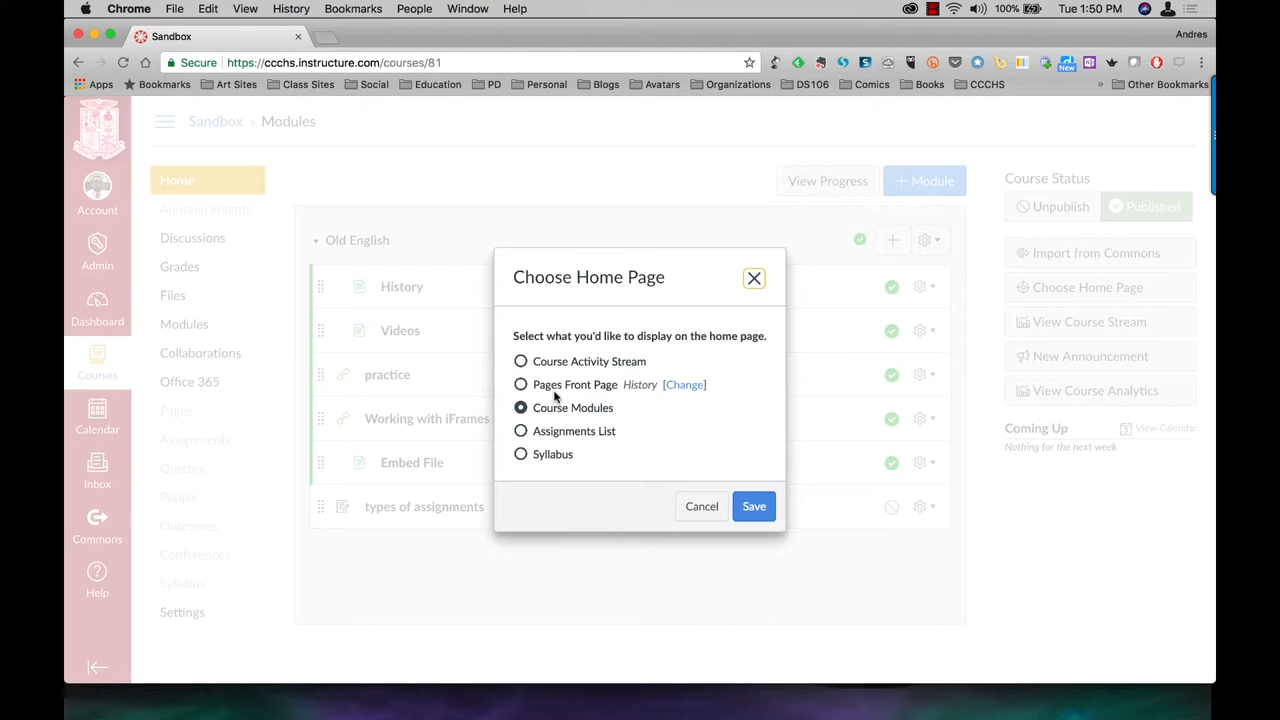 Chrome File Edit View History Bookmarks People Window Help 100% Tue 1:50 PM
Sandbox Andres
Secure https://ccchs.instructure.com/courses/81
Apps Bookmarks Art Sites Class Sites Social Education PD Personal Blogs Avatars Organizations DS106 Comics Books CCCHS » Other Bookmarks
New
Sandbox › Modules
Account
Admin
Dashboard
Courses
Calendar
Inbox
Commons
Help
Home
Announcements
Discussions
Grades
Files
Modules
Collaborations
Office 365
Pages
Assignments
Quizzes
People
Outcomes
Conferences
Syllabus
Settings
View Progress + Module
Old English
History
Videos
practice
Working with iFrames
Embed File
types of assignments
Choose Home Page
Select what you'd like to display on the home page.
Course Activity Stream
Pages Front Page History [Change]
Course Modules
Assignments List
Syllabus
Cancel Save
Course Status
Unpublish Published
Import from Commons
Choose Home Page
View Course Stream
New Announcement
View Course Analytics
Coming Up View Calendar
Nothing for the next week